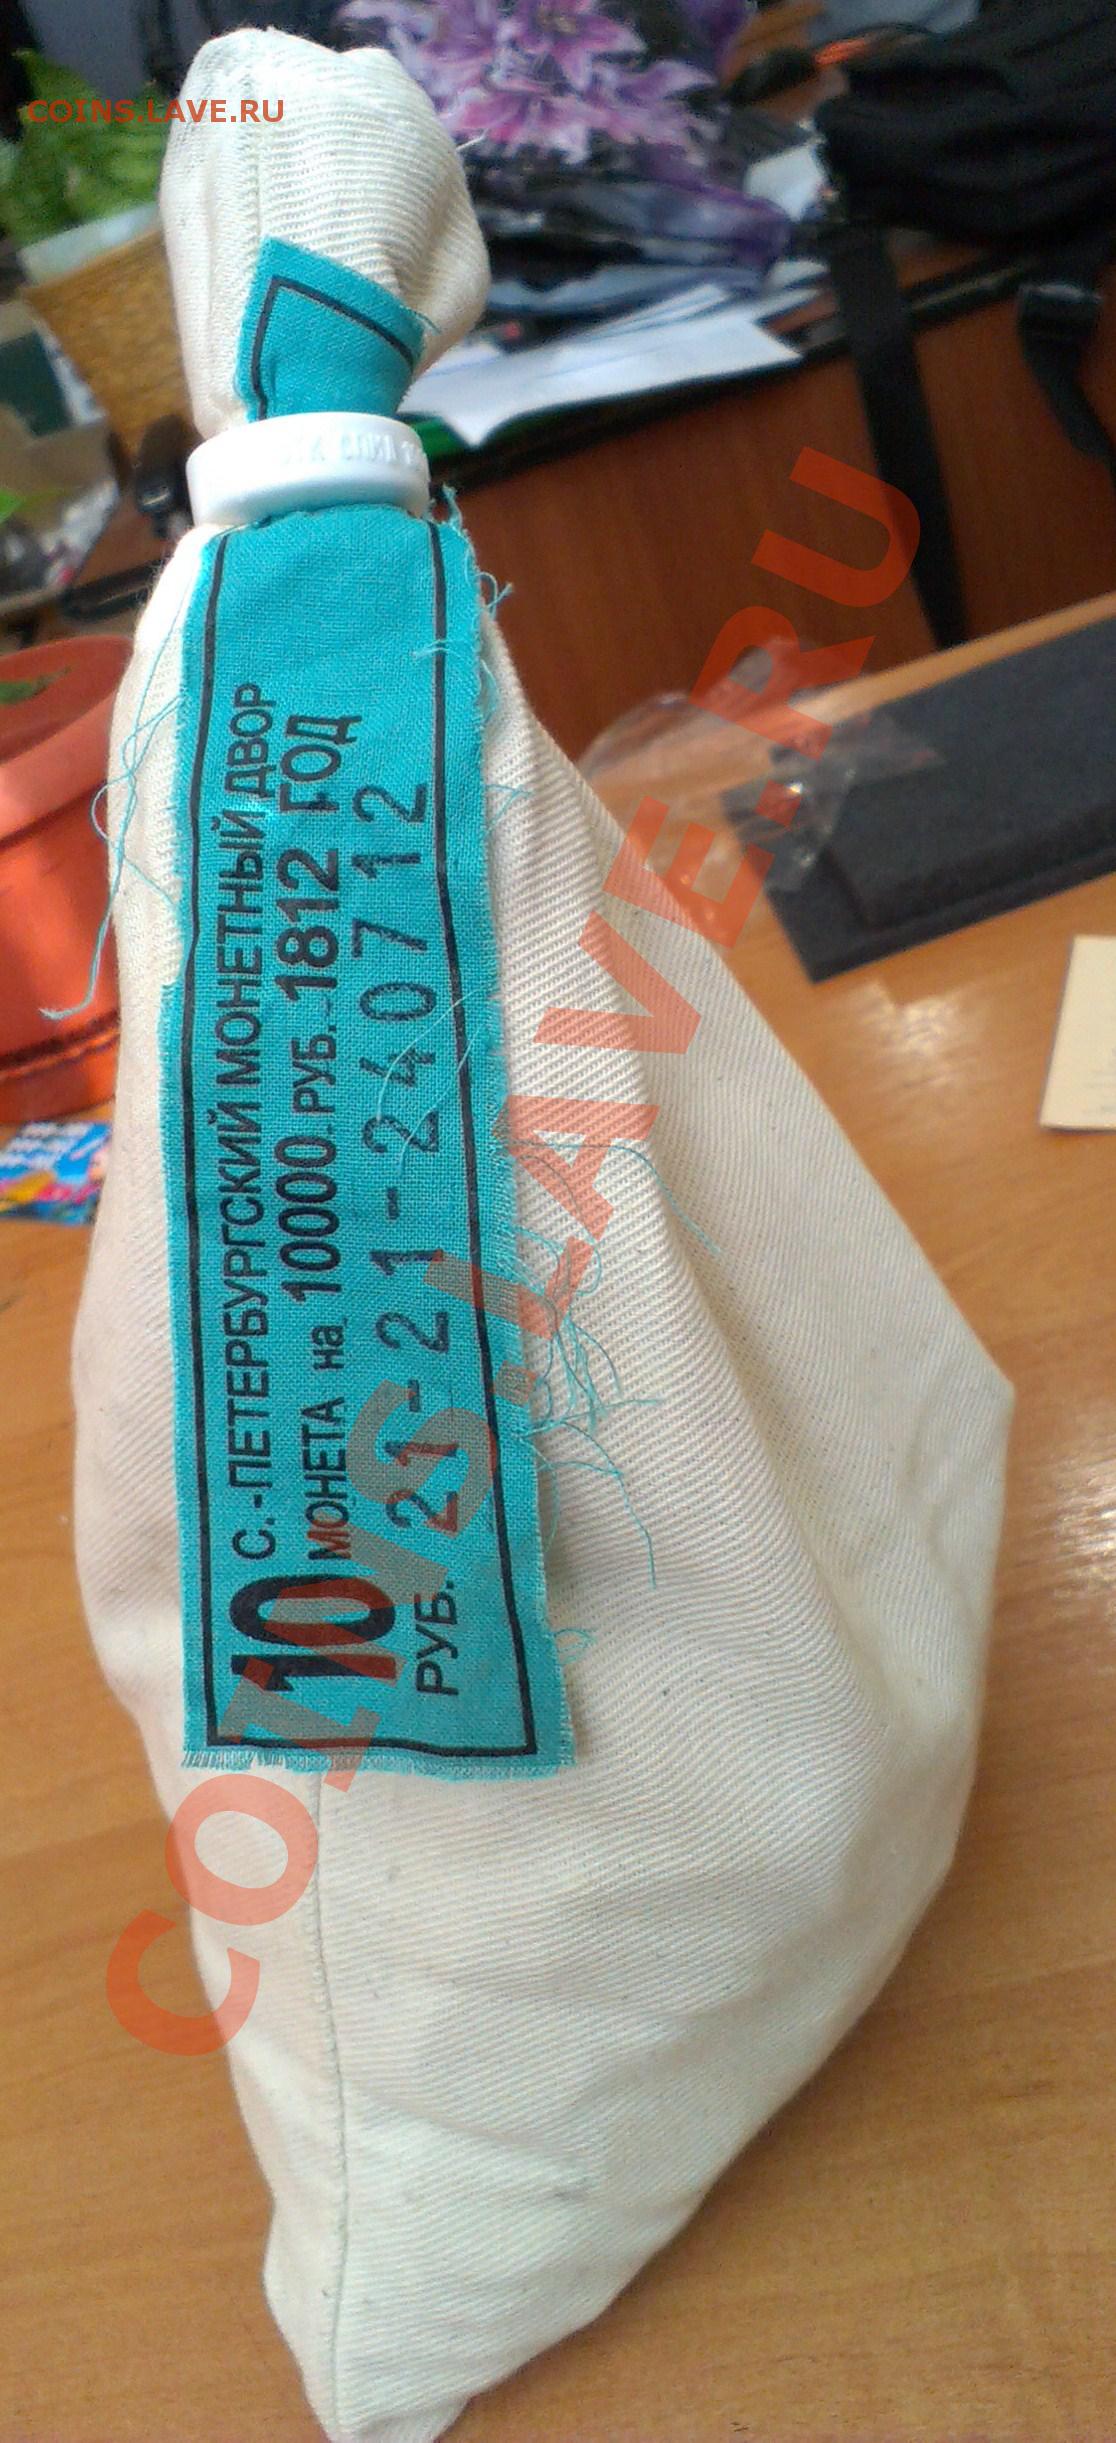 COINS.LAVE.RU
С.-ПЕТЕРБУРГСКИЙ МОНЕТНЫЙ ДВОР
10 МОНЕТА на 10000 РУБ. 1812 ГОД
РУБ. 21-21-240712
COINS.LAVE.RU